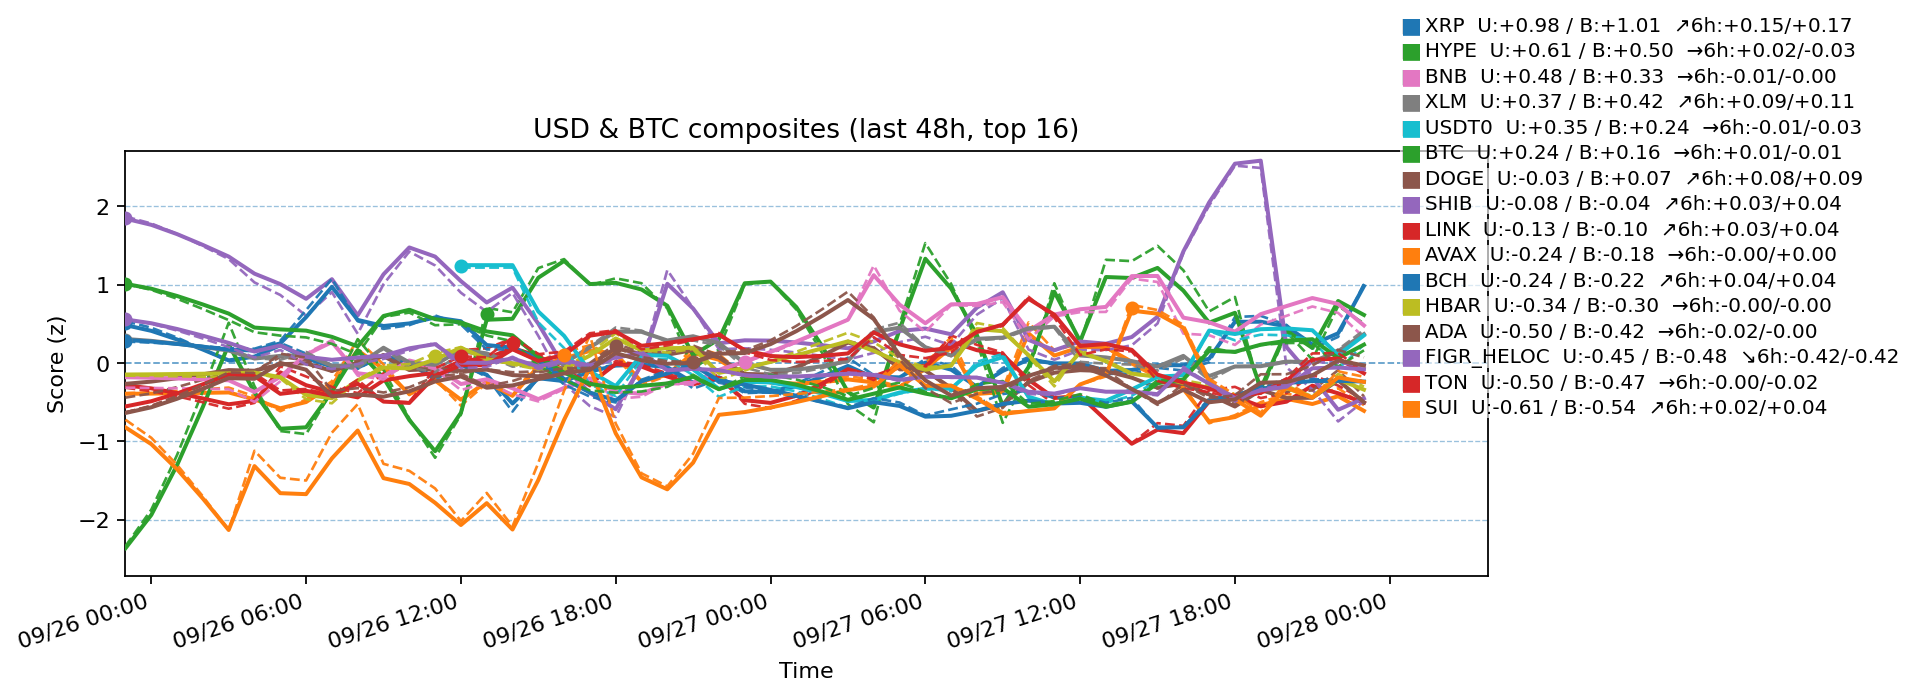 XRP U:+0.98 / B:+1.01 ↗6h:+0.15/+0.17
HYPE U:+0.61 / B:+0.50 →6h:+0.02/-0.03
BNB U:+0.48 / B:+0.33 →6h:-0.01/-0.00
XLM U:+0.37 / B:+0.42 ↗6h:+0.09/+0.11
USDT0 U:+0.35 / B:+0.24 →6h:-0.01/-0.03
BTC U:+0.24 / B:+0.16 →6h:+0.01/-0.01
DOGE U:-0.03 / B:+0.07 ↗6h:+0.08/+0.09
SHIB U:-0.08 / B:-0.04 ↗6h:+0.03/+0.04
LINK U:-0.13 / B:-0.10 ↗6h:+0.03/+0.04
AVAX U:-0.24 / B:-0.18 →6h:-0.00/+0.00
BCH U:-0.24 / B:-0.22 ↗6h:+0.04/+0.04
HBAR U:-0.34 / B:-0.30 →6h:-0.00/-0.00
ADA U:-0.50 / B:-0.42 →6h:-0.02/-0.00
FIGR_HELOC U:-0.45 / B:-0.48 ↘6h:-0.42/-0.42
TON U:-0.50 / B:-0.47 →6h:-0.00/-0.02
SUI U:-0.61 / B:-0.54 ↗6h:+0.02/+0.04
USD & BTC composites (last 48h, top 16)
Score (z)
2
1
0
−1
−2
09/26 00:00
09/26 06:00
09/26 12:00
09/26 18:00
09/27 00:00
09/27 06:00
09/27 12:00
09/27 18:00
09/28 00:00
Time